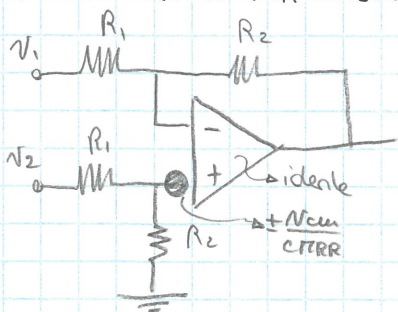 R₁
R₂
v₁
−
R₁
v₂
+
ideale
± vcm
CMRR
R₂